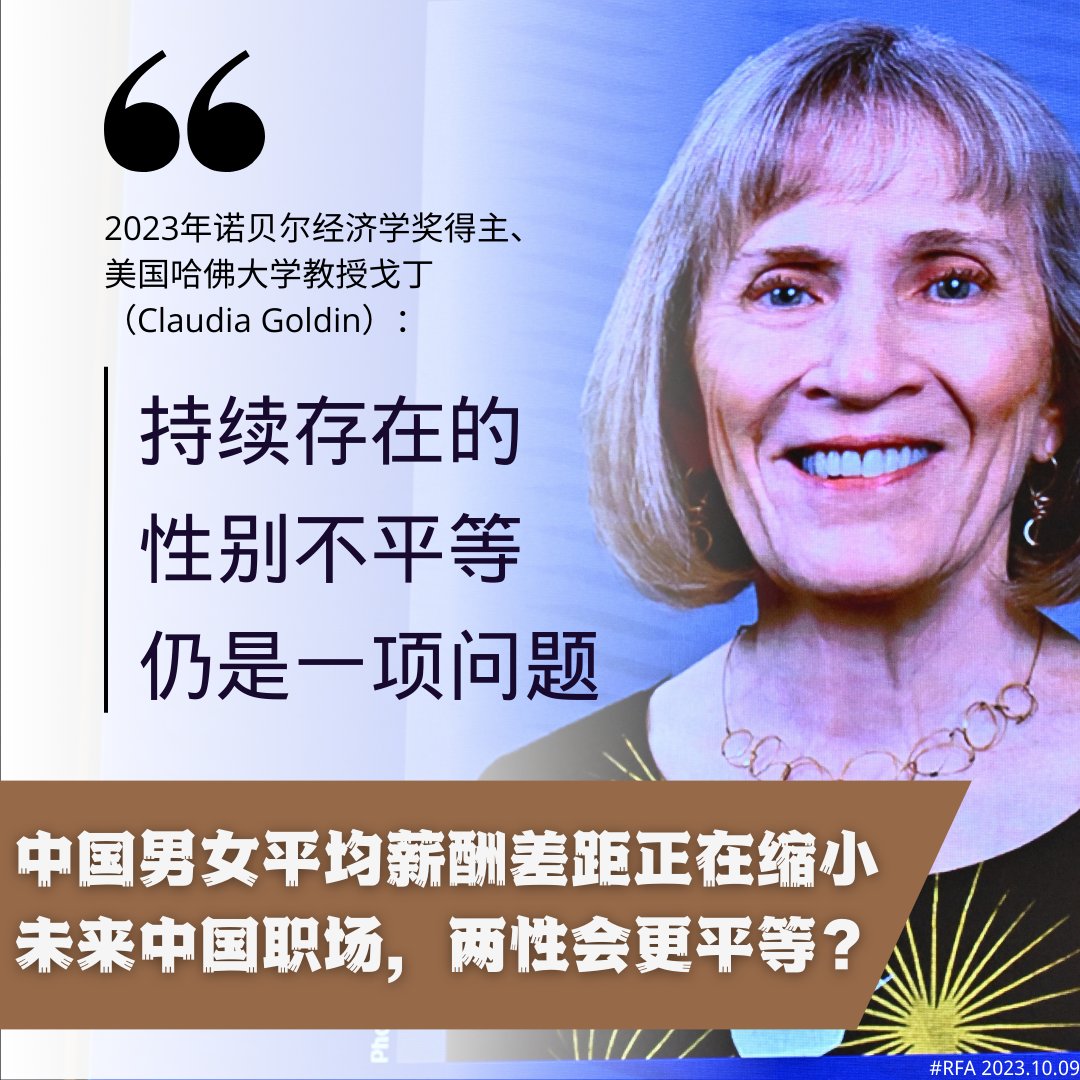 2023年诺贝尔经济学奖得主、
美国哈佛大学教授戈丁
（Claudia Goldin）：
持续存在的
性别不平等
仍是一项问题
中国男女平均薪酬差距正在缩小
未来中国职场，两性会更平等？
Pho
#RFA 2023.10.09